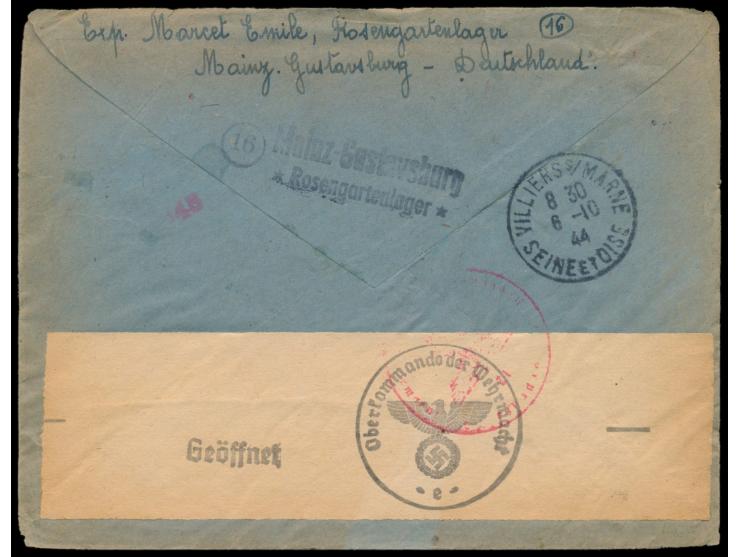 Exp. Marcet Emile, Rosengartenlager (16)
Mainz. Gustavsburg – Deutschland.
(16) Mainz-Gustavsburg
* Rosengartenlager *
VILLIERS S/MARNE
8 30
6 -10
44
SEINE ET OISE
Oberkommando der Wehrmacht
Geöffnet
- e -